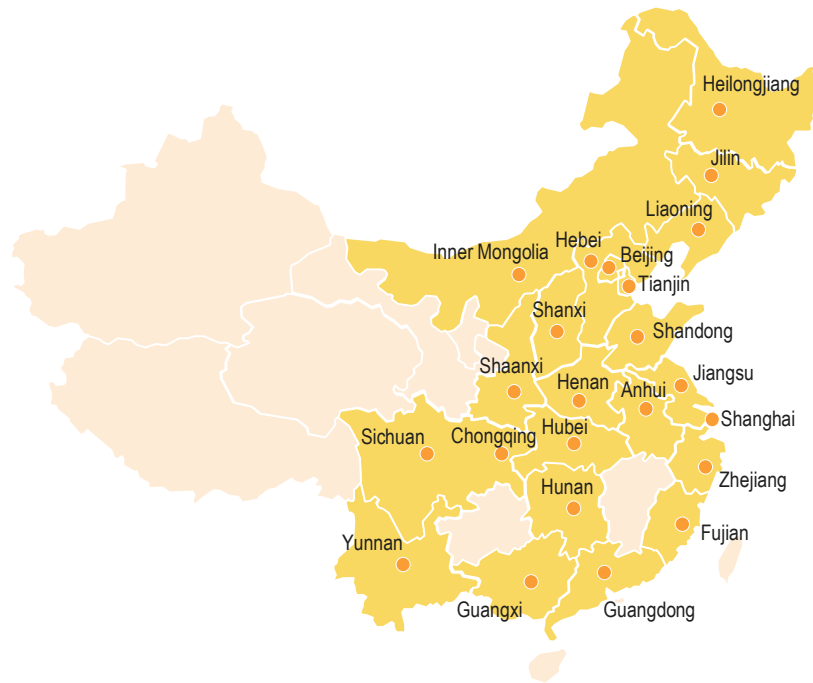 Heilongjiang
Jilin
Liaoning
Inner Mongolia
Hebei
Beijing
Tianjin
Shanxi
Shandong
Shaanxi
Henan
Anhui
Jiangsu
Shanghai
Sichuan
Chongqing
Hubei
Zhejiang
Hunan
Fujian
Yunnan
Guangxi
Guangdong